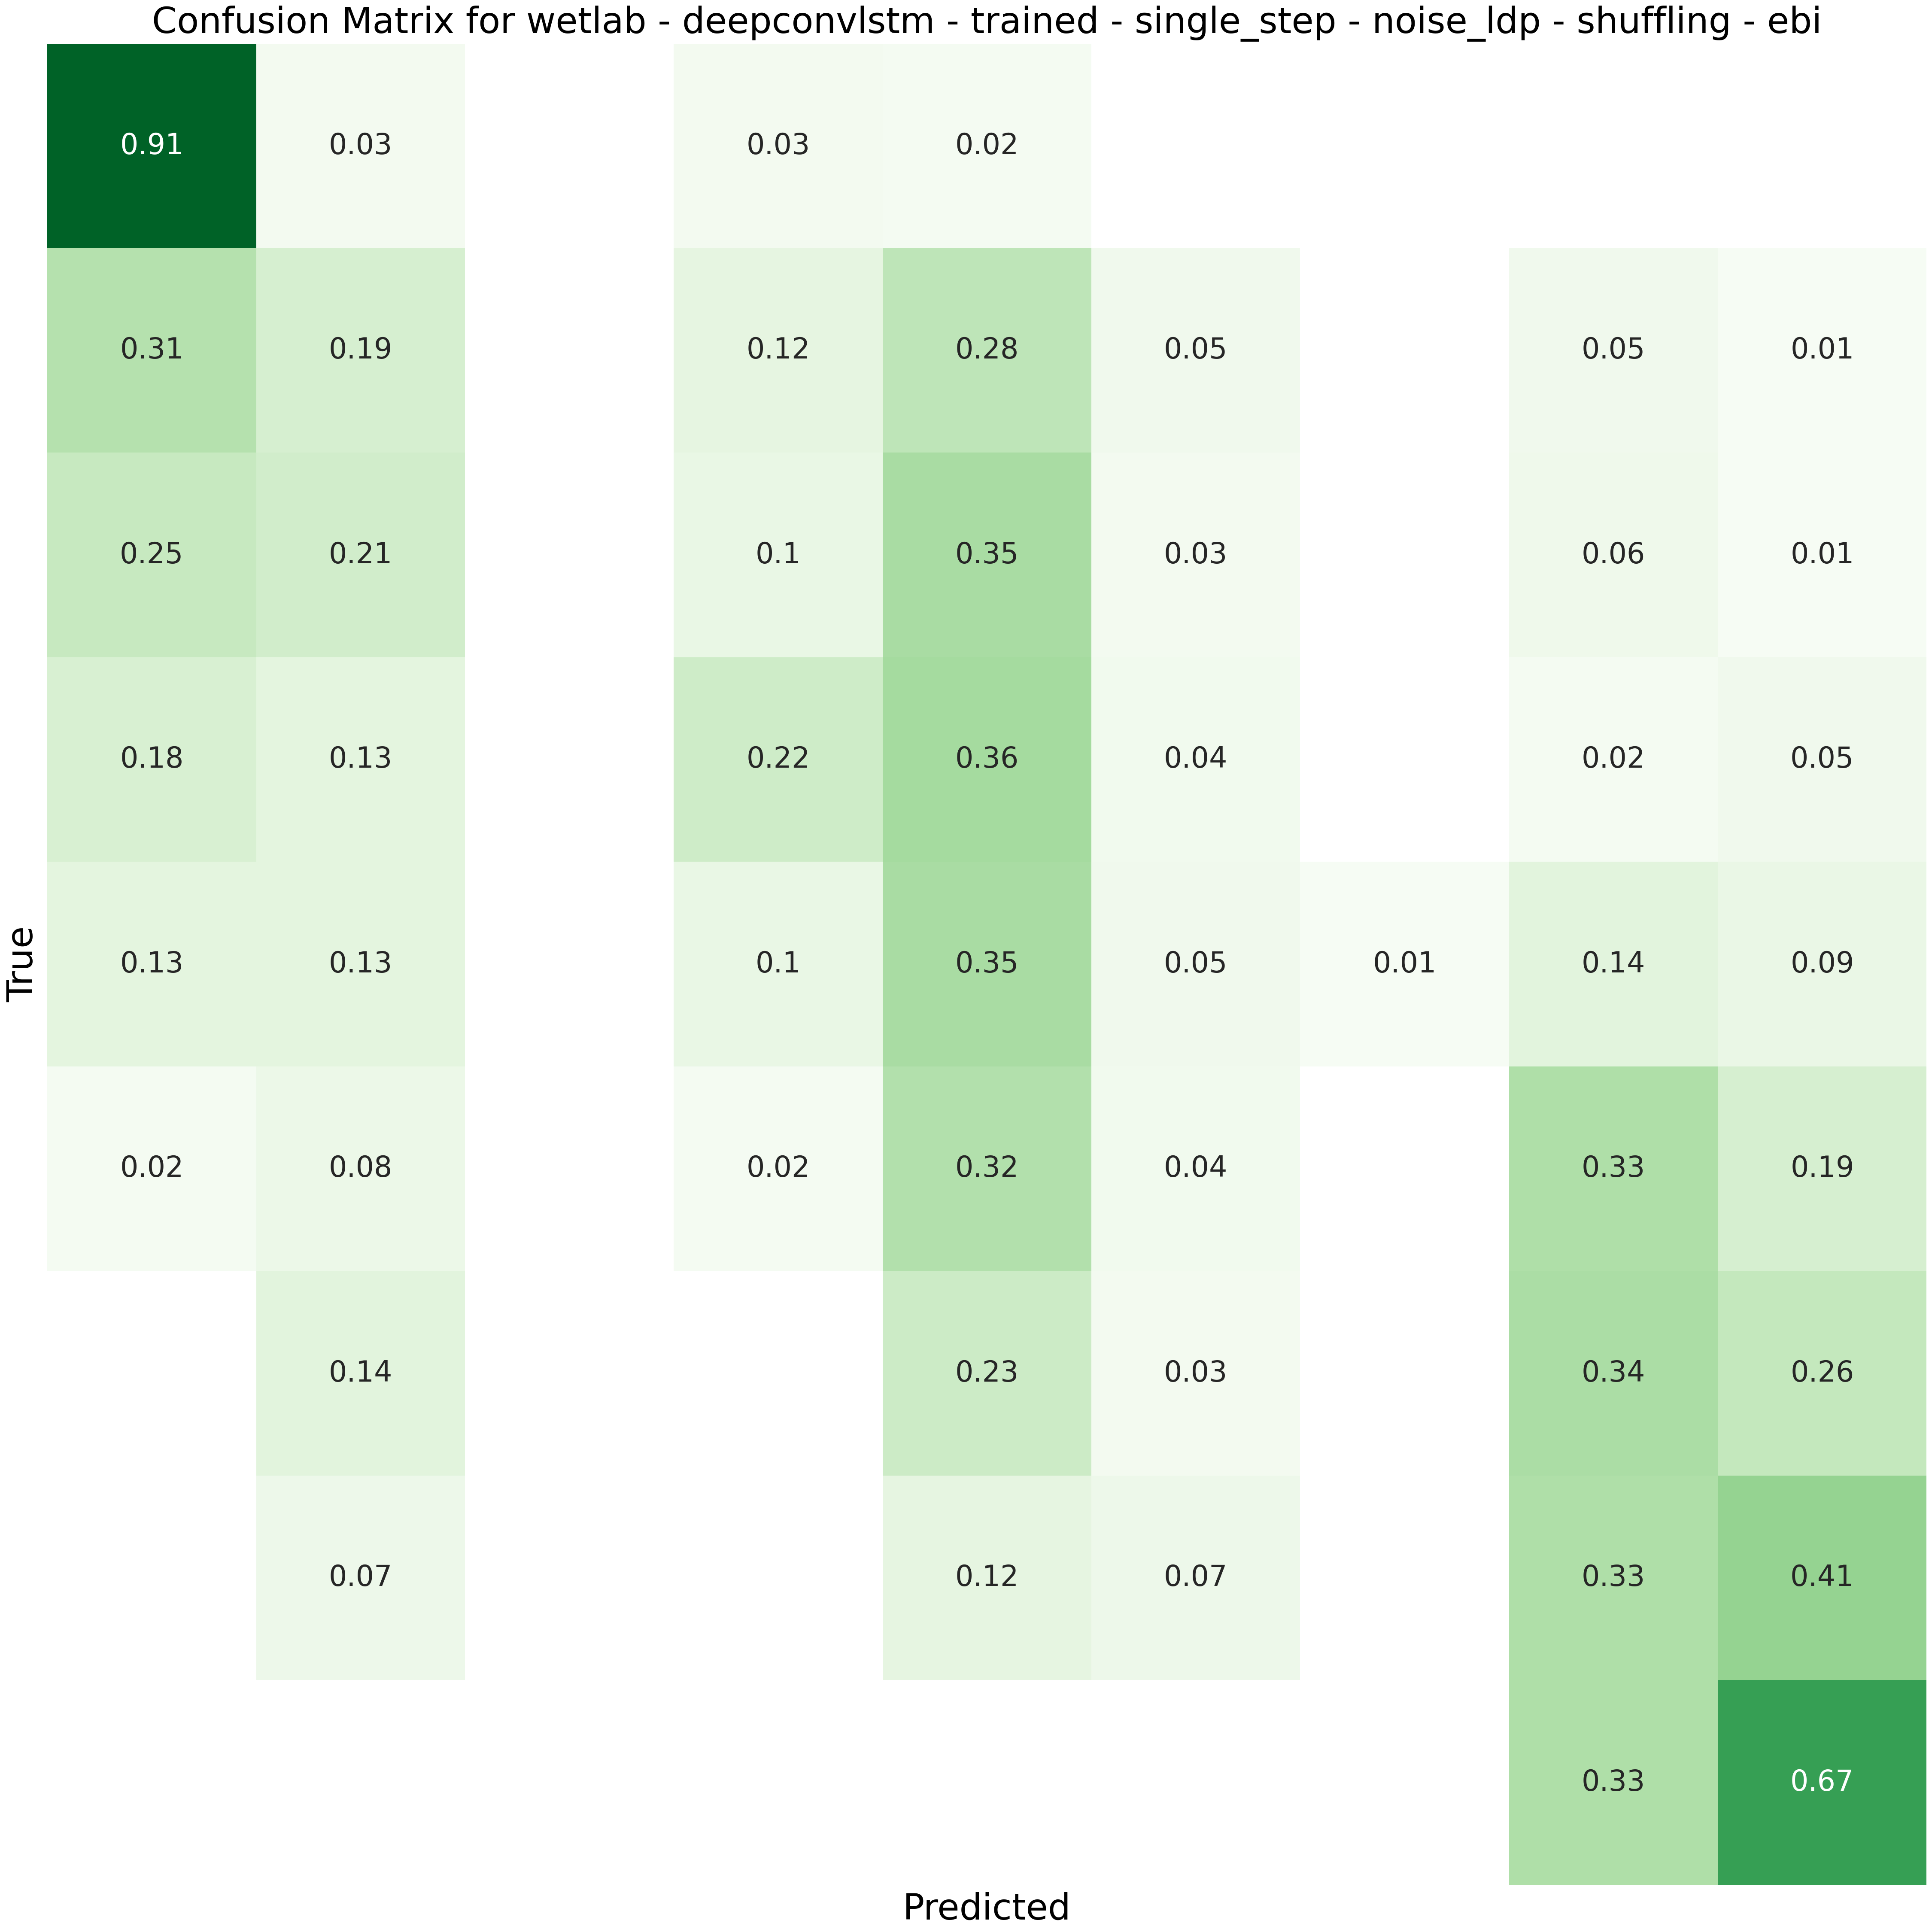 Confusion Matrix for wetlab - deepconvlstm - trained - single_step - noise_ldp - shuffling - ebi
0.91 0.03 0.03 0.02
0.31 0.19 0.12 0.28 0.05 0.05 0.01
0.25 0.21 0.1 0.35 0.03 0.06 0.01
0.18 0.13 0.22 0.36 0.04 0.02 0.05
0.13 0.13 0.1 0.35 0.05 0.01 0.14 0.09
True
0.02 0.08 0.02 0.32 0.04 0.33 0.19
0.14 0.23 0.03 0.34 0.26
0.07 0.12 0.07 0.33 0.41
0.33 0.67
Predicted